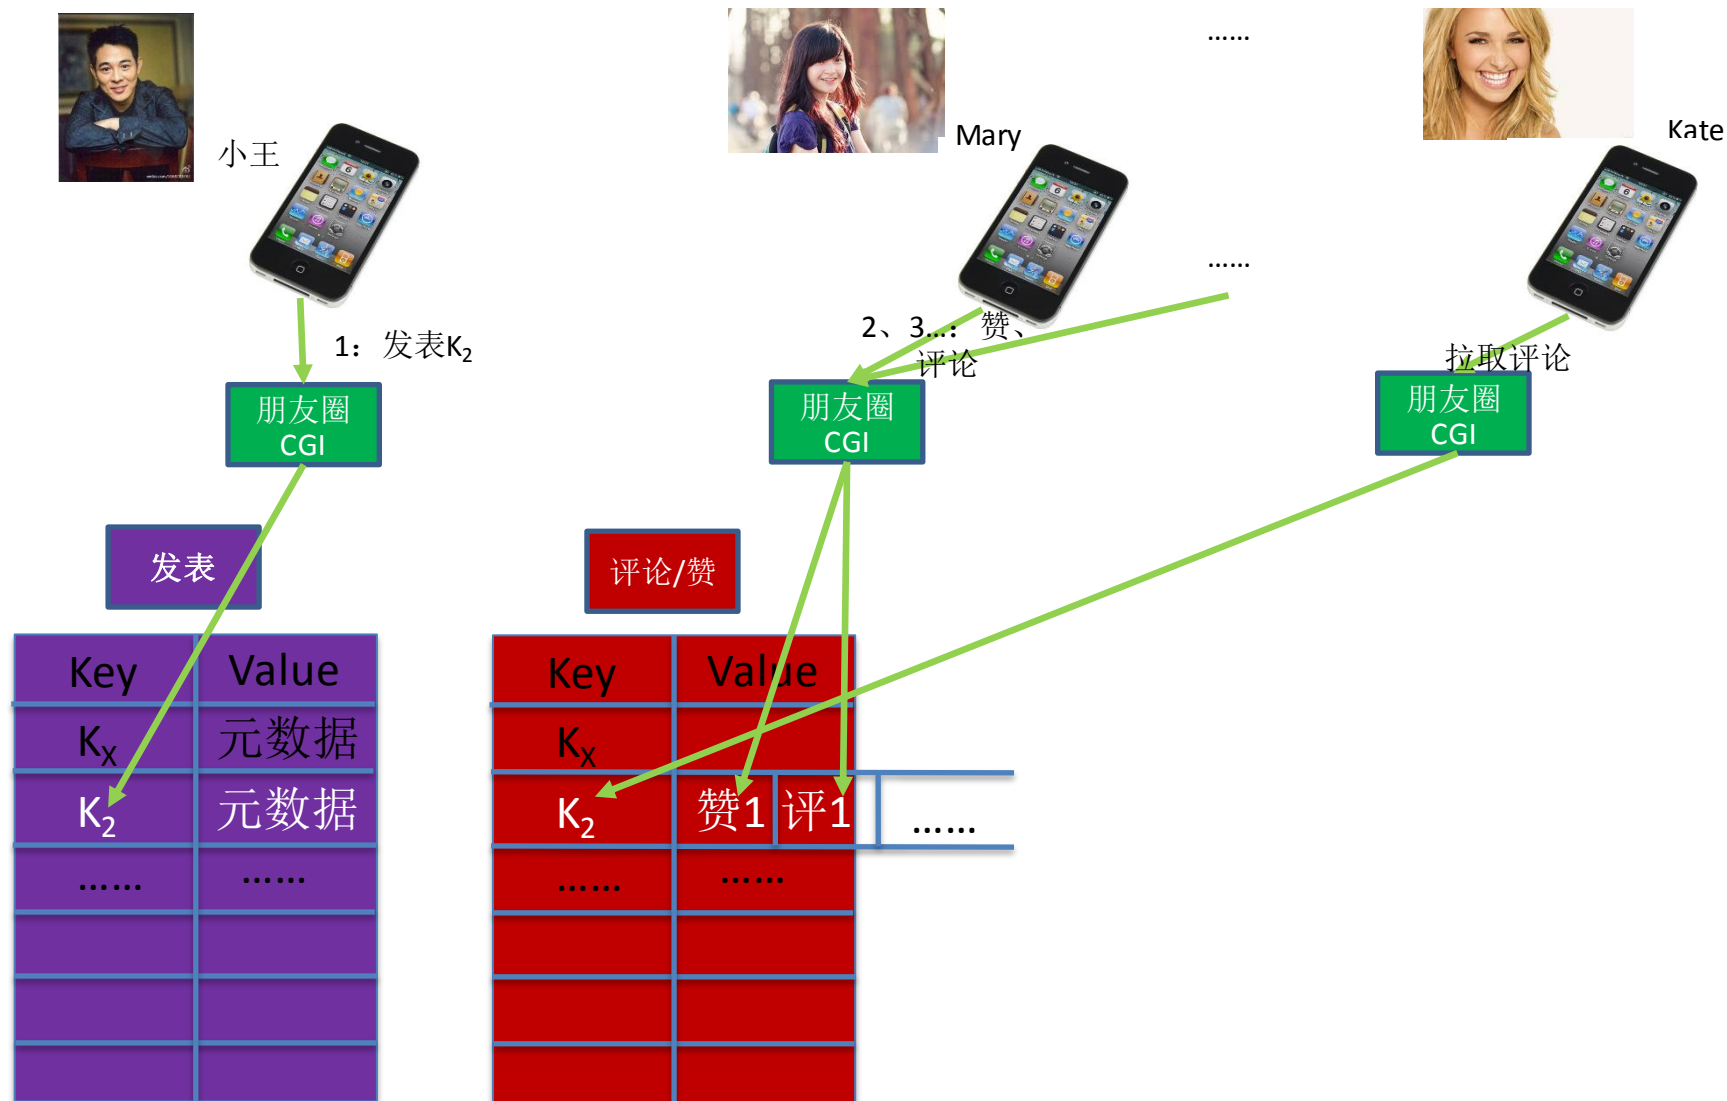 ……
小王
Mary
Kate
……
1：发表K₂
2、3…：赞、
评论
拉取评论
朋友圈
CGI
朋友圈
CGI
朋友圈
CGI
发表
评论/赞
Key Value
Kₓ 元数据
K₂ 元数据
…… ……
Key Value
Kₓ
K₂ 赞1 评1 ……
…… ……